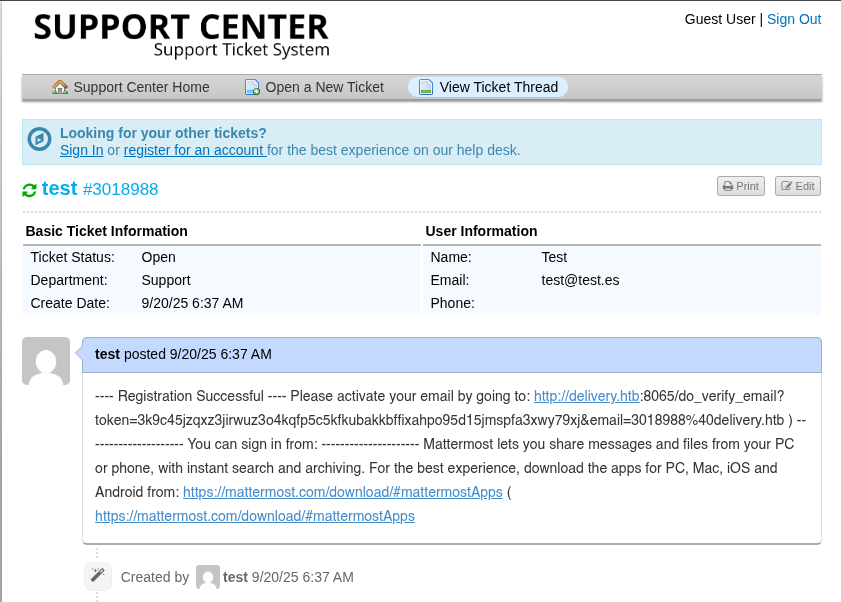 SUPPORT CENTER
Support Ticket System
Guest User | Sign Out
Support Center Home
Open a New Ticket
View Ticket Thread
Looking for your other tickets?
Sign In or register for an account for the best experience on our help desk.
test #3018988
Print
Edit
Basic Ticket Information
Ticket Status: Open
Department: Support
Create Date: 9/20/25 6:37 AM
User Information
Name: Test
Email: test@test.es
Phone:
test posted 9/20/25 6:37 AM
---- Registration Successful ---- Please activate your email by going to: http://delivery.htb:8065/do_verify_email?
token=3k9c45jzqxz3jirwuz3o4kqfp5c5kfkubakkbffixahpo95d15jmspfa3xwy79xj&email=3018988%40delivery.htb ) --
------------------- You can sign in from: --------------------- Mattermost lets you share messages and files from your PC
or phone, with instant search and archiving. For the best experience, download the apps for PC, Mac, iOS and
Android from: https://mattermost.com/download/#mattermostApps (
https://mattermost.com/download/#mattermostApps
Created by test 9/20/25 6:37 AM